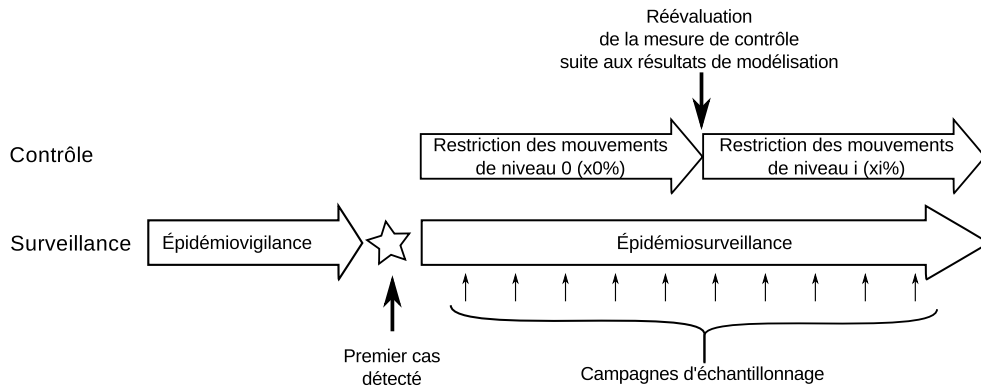 Réévaluation
de la mesure de contrôle
suite aux résultats de modélisation
Contrôle
Restriction des mouvements
de niveau 0 (x0%)
Restriction des mouvements
de niveau i (xi%)
Surveillance
Épidémiovigilance
Épidémiosurveillance
Premier cas
détecté
Campagnes d'échantillonnage